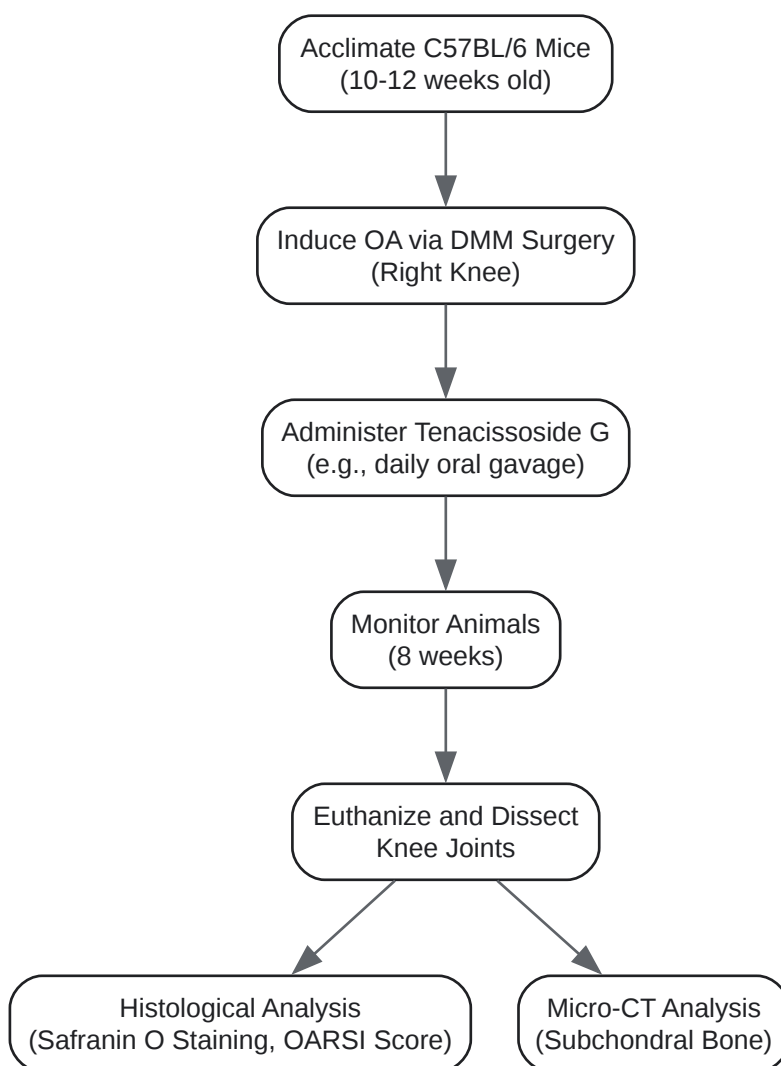 Acclimate C57BL/6 Mice
(10-12 weeks old)
Induce OA via DMM Surgery
(Right Knee)
Administer Tenacissoside G
(e.g., daily oral gavage)
Monitor Animals
(8 weeks)
Euthanize and Dissect
Knee Joints
Histological Analysis
(Safranin O Staining, OARSI Score)
Micro-CT Analysis
(Subchondral Bone)